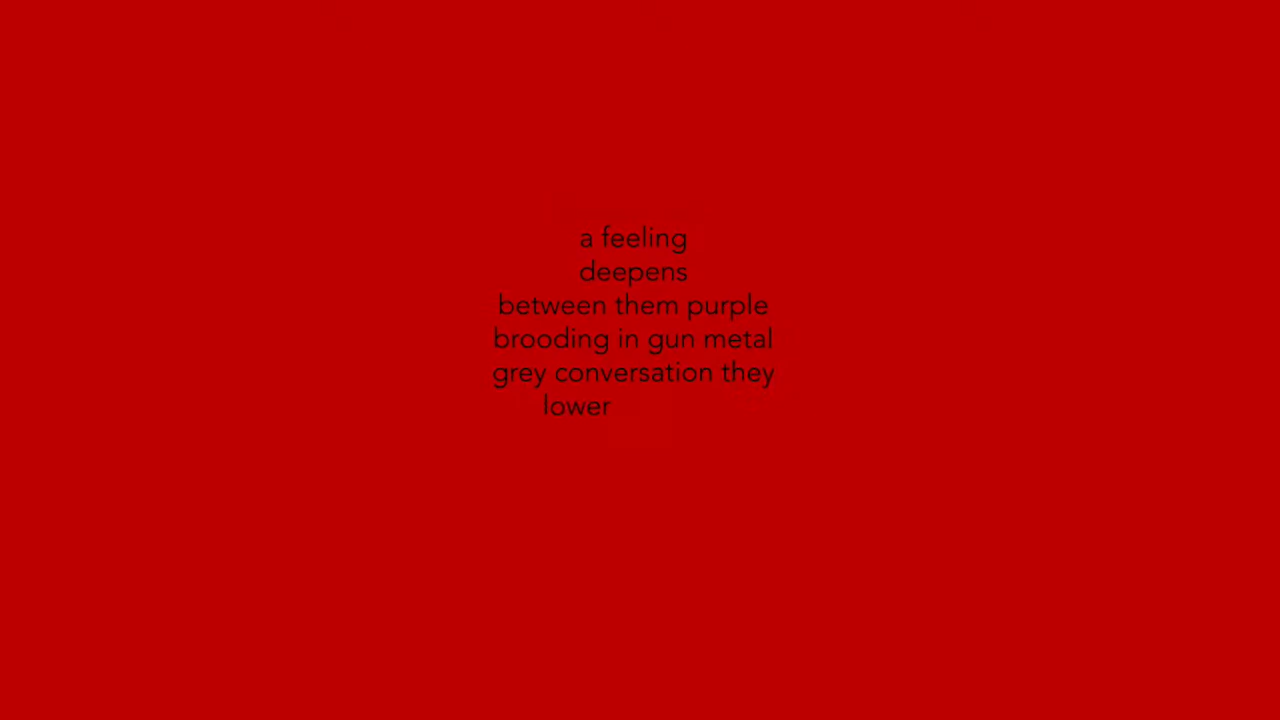 a feeling
deepens
between them purple
brooding in gun metal
grey conversation they
lower